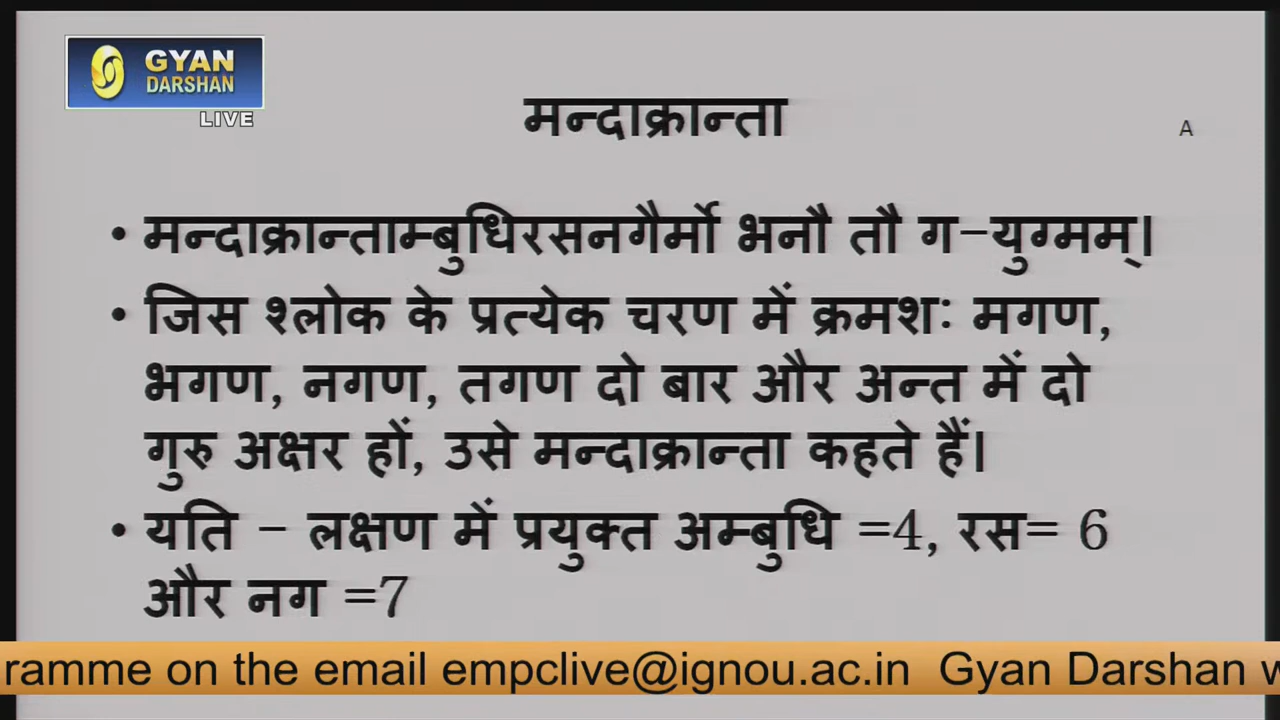 GYAN
DARSHAN
LIVE
मन्दाक्रान्ता
A
• मन्दाक्रान्ताम्बुधिरसनगैर्मो भनौ तौ ग-युग्मम्।
• जिस श्लोक के प्रत्येक चरण में क्रमशः मगण,
भगण, नगण, तगण दो बार और अन्त में दो
गुरु अक्षर हों, उसे मन्दाक्रान्ता कहते हैं।
• यति - लक्षण में प्रयुक्त अम्बुधि =4, रस= 6
और नग =7
ramme on the email empclive@ignou.ac.in Gyan Darshan w